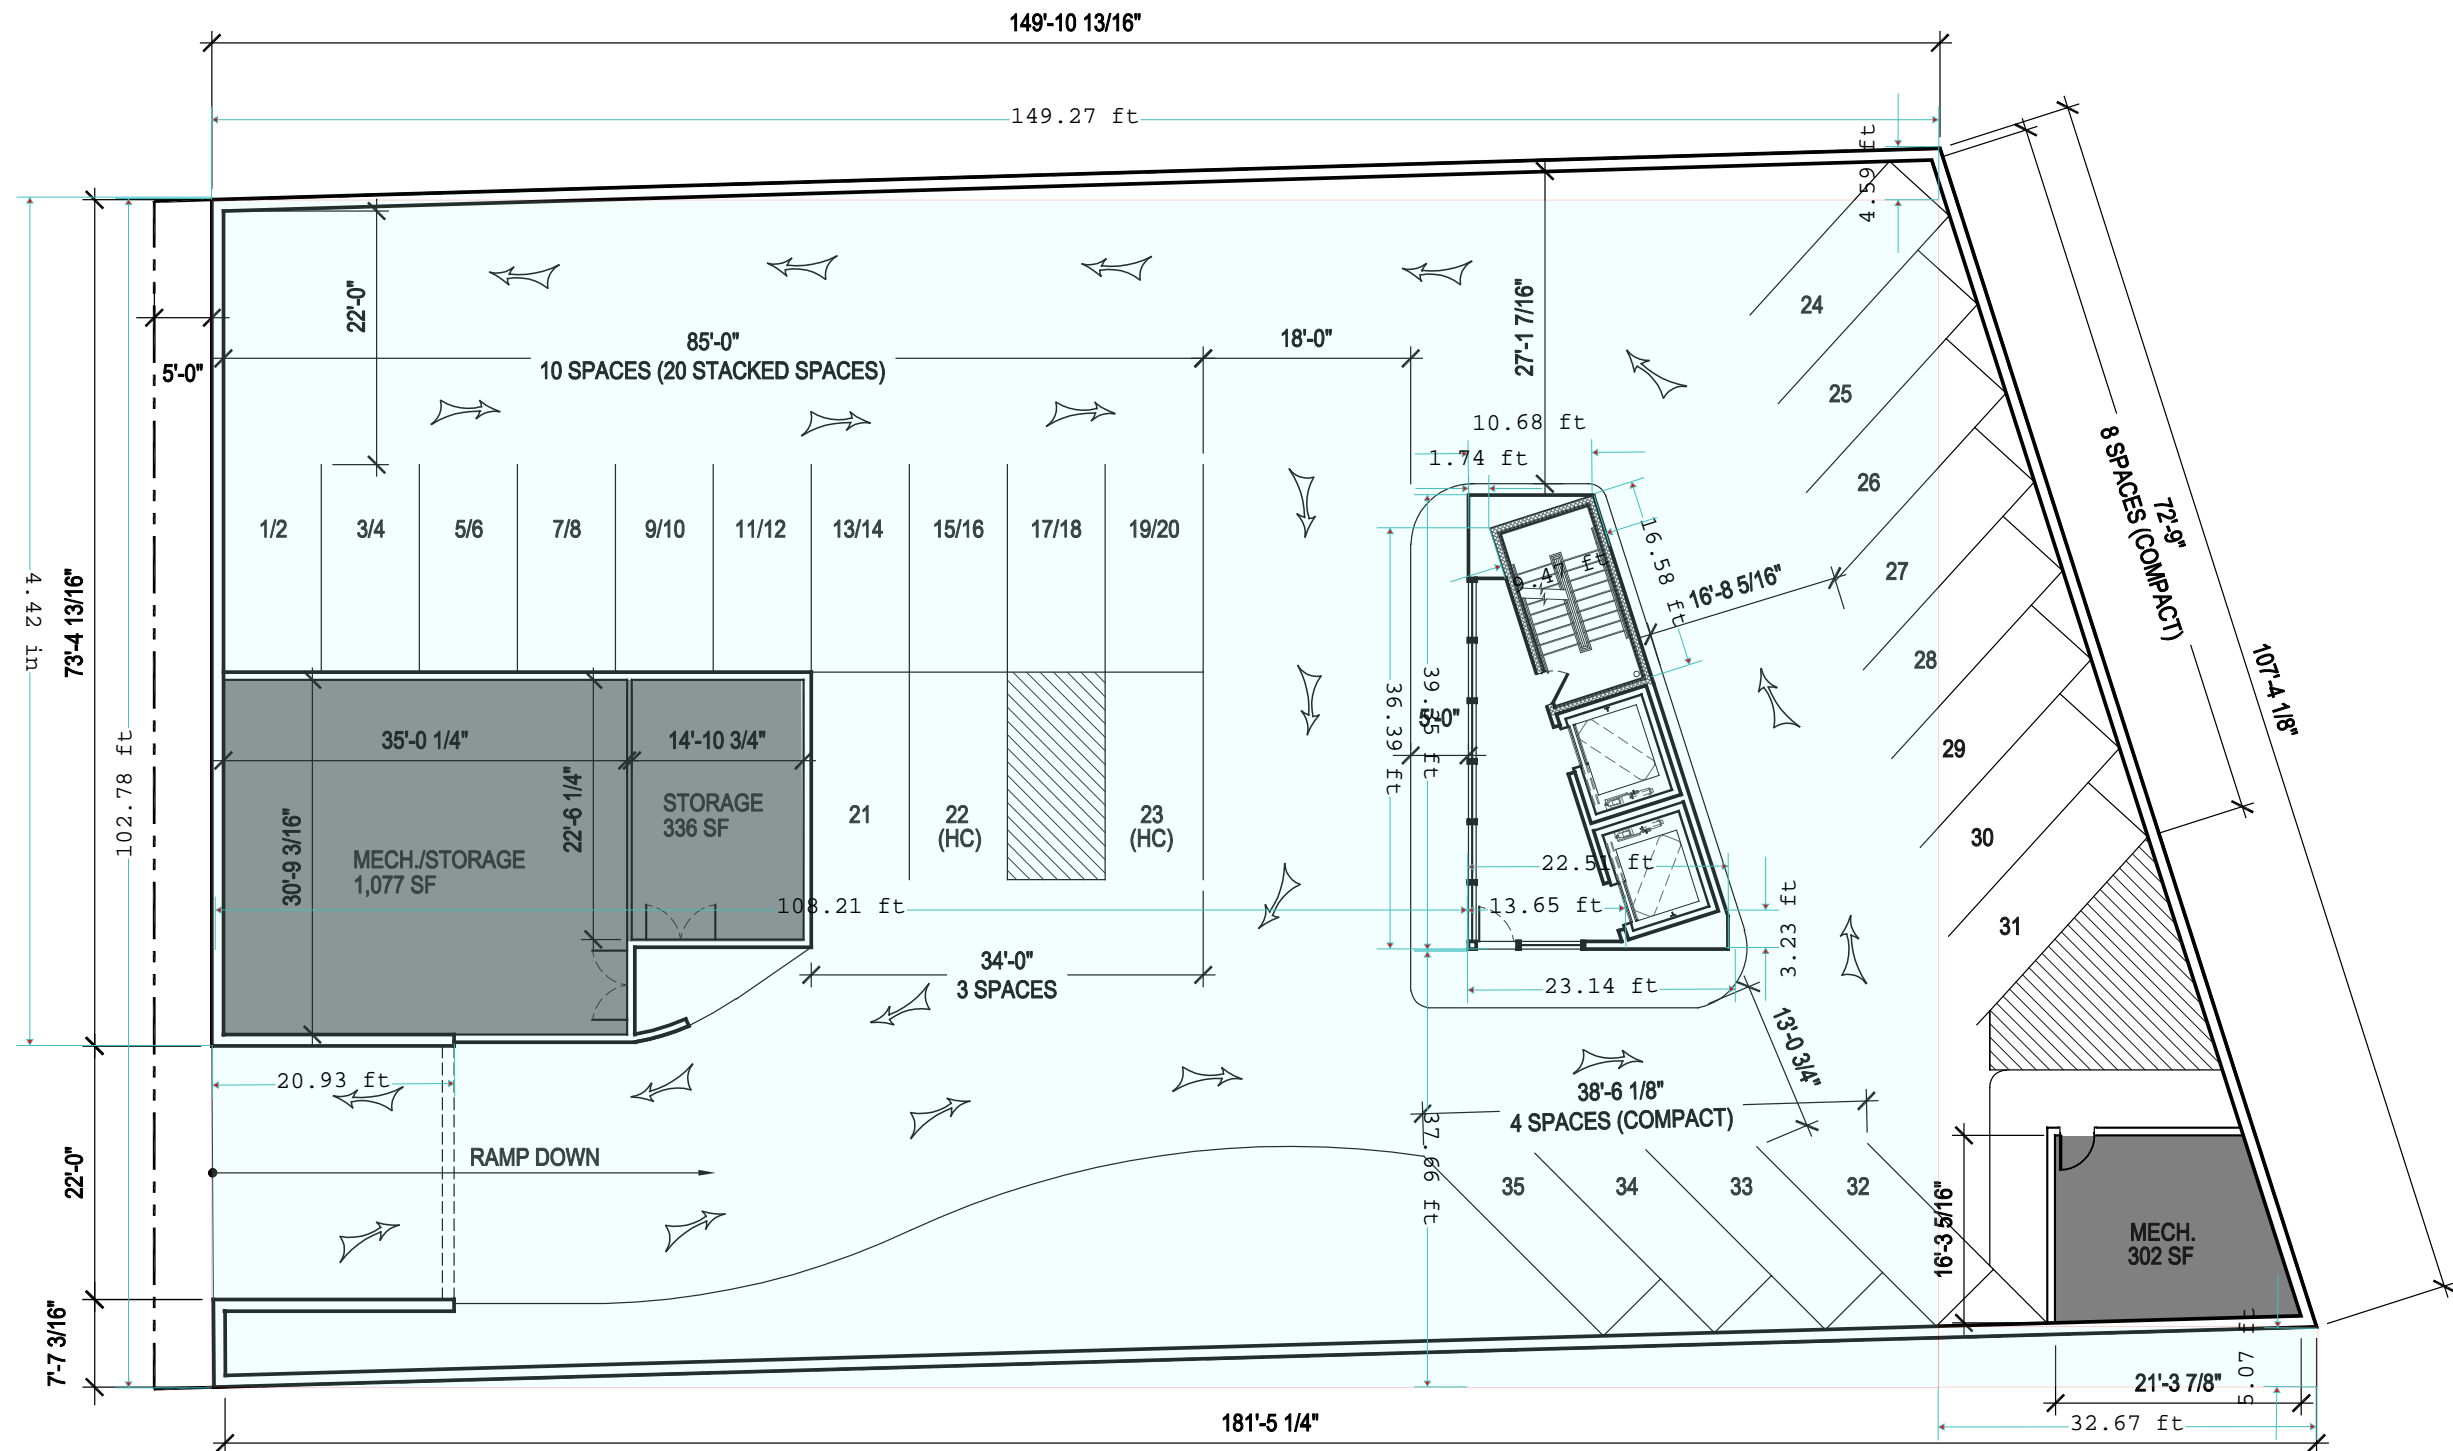 149'-10 13/16"
149.27 ft
4.59 ft
22'-0"
27'-1 7/16"
24
85'-0"
18'-0"
10 SPACES (20 STACKED SPACES)
5'-0"
25
10.68 ft
1.74 ft
8 SPACES (COMPACT)
72'-9"
107'-4 1/8"
26
1/2
3/4
5/6
7/8
9/10
11/12
13/14
15/16
17/18
19/20
16.58 ft
9.47 ft
16'-8 5/16"
27
4.42 in
73'-4 13/16"
102.78 ft
28
36.39 ft
39.35 ft
5'-0"
29
35'-0 1/4"
14'-10 3/4"
22'-6 1/4"
STORAGE
336 SF
21
22
(HC)
23
(HC)
30
30'-9 3/16"
MECH./STORAGE
1,077 SF
22.51 ft
108.21 ft
13.65 ft
3.23 ft
31
34'-0"
3 SPACES
23.14 ft
13'-0 3/4"
20.93 ft
38'-6 1/8"
4 SPACES (COMPACT)
37.66 ft
22'-0"
RAMP DOWN
35
34
33
32
16'-3 5/16"
MECH.
302 SF
7'-7 3/16"
5.07 ft
21'-3 7/8"
181'-5 1/4"
32.67 ft